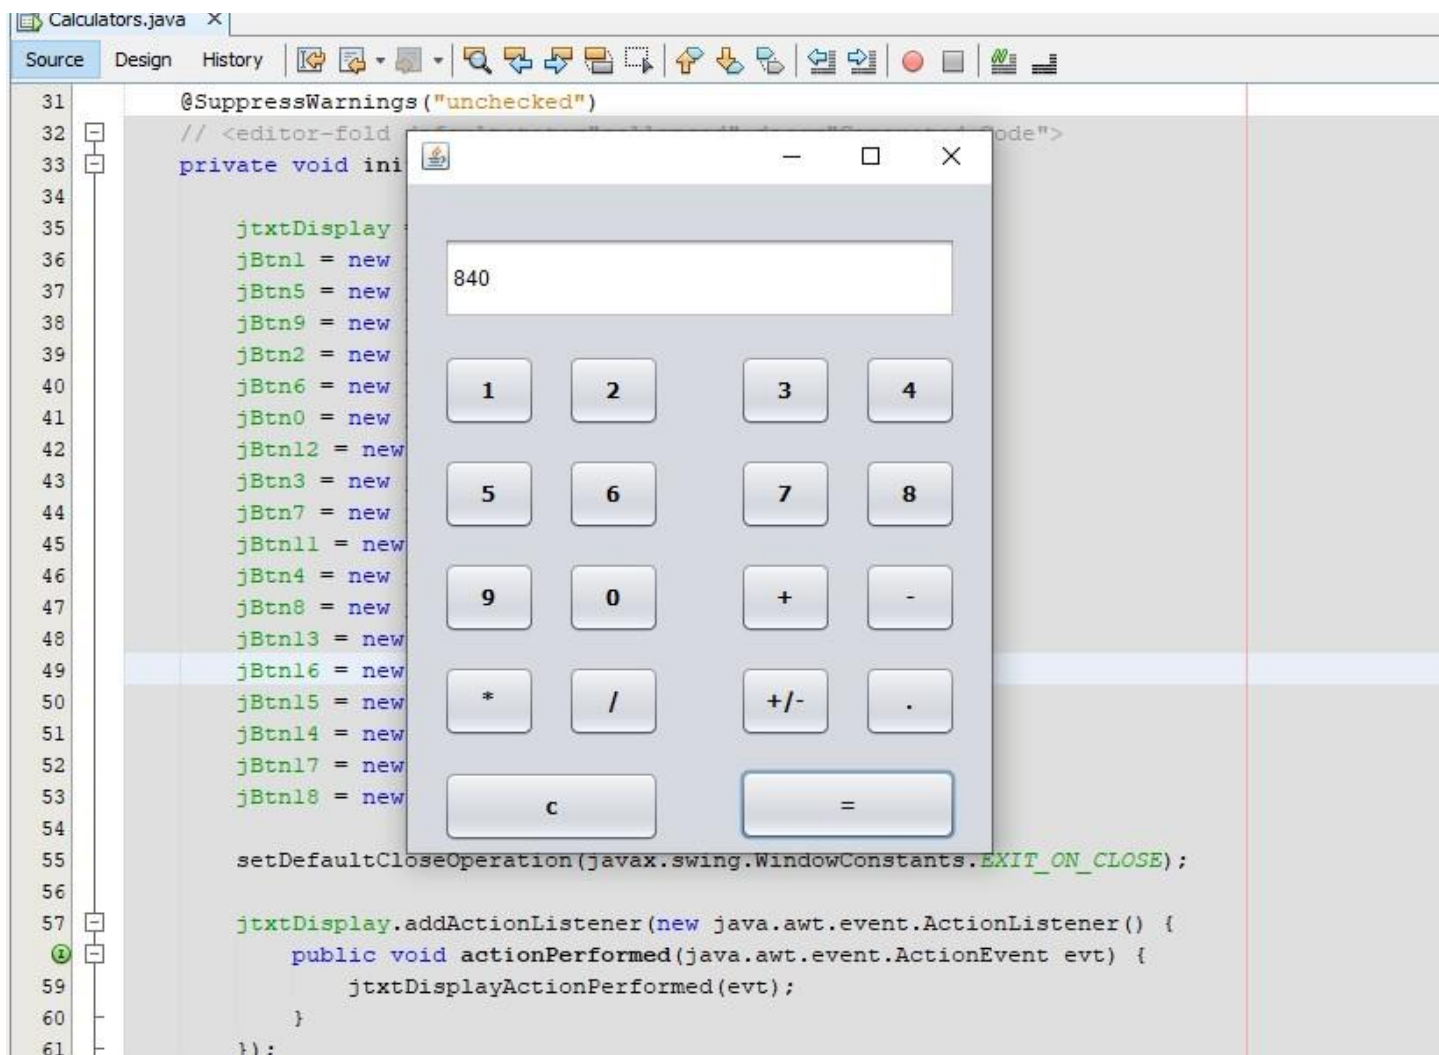 Calculators.java
Source Design History
31 @SuppressWarnings("unchecked")
32 // <editor-fold Code">
33 private void ini
34
35 jtxtDisplay =
36 jBtn1 = new
37 jBtn5 = new
38 jBtn9 = new
39 jBtn2 = new
40 jBtn6 = new
41 jBtn0 = new
42 jBtn12 = new
43 jBtn3 = new
44 jBtn7 = new
45 jBtn11 = new
46 jBtn4 = new
47 jBtn8 = new
48 jBtn13 = new
49 jBtn16 = new
50 jBtn15 = new
51 jBtn14 = new
52 jBtn17 = new
53 jBtn18 = new
54
55 setDefaultCloseOperation(javax.swing.WindowConstants.EXIT_ON_CLOSE);
56
57 jtxtDisplay.addActionListener(new java.awt.event.ActionListener() {
public void actionPerformed(java.awt.event.ActionEvent evt) {
59 jtxtDisplayActionPerformed(evt);
60 }
61 });
840
1 2 3 4
5 6 7 8
9 0 + -
* / +/- .
c =